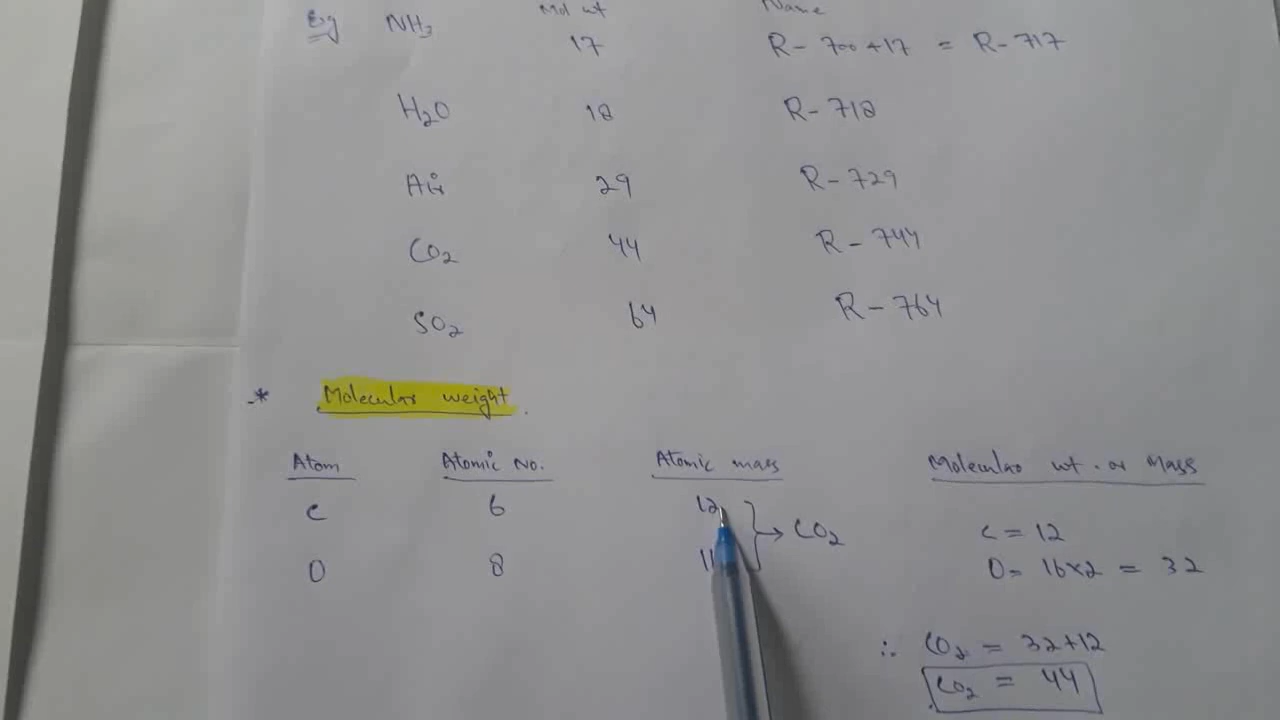 Eg NH3 Mol wt Name
17 R- 700 +17 = R-717
H2O 18 R- 718
Air 29 R-729
CO2 44 R - 744
SO2 64 R - 764
* Molecular weight.
Atom Atomic No. Atomic mass Molecular wt. or Mass
C 6 12 → CO2 C = 12
O 8 O = 16x2 = 32
∴ CO2 = 32+12
CO2 = 44